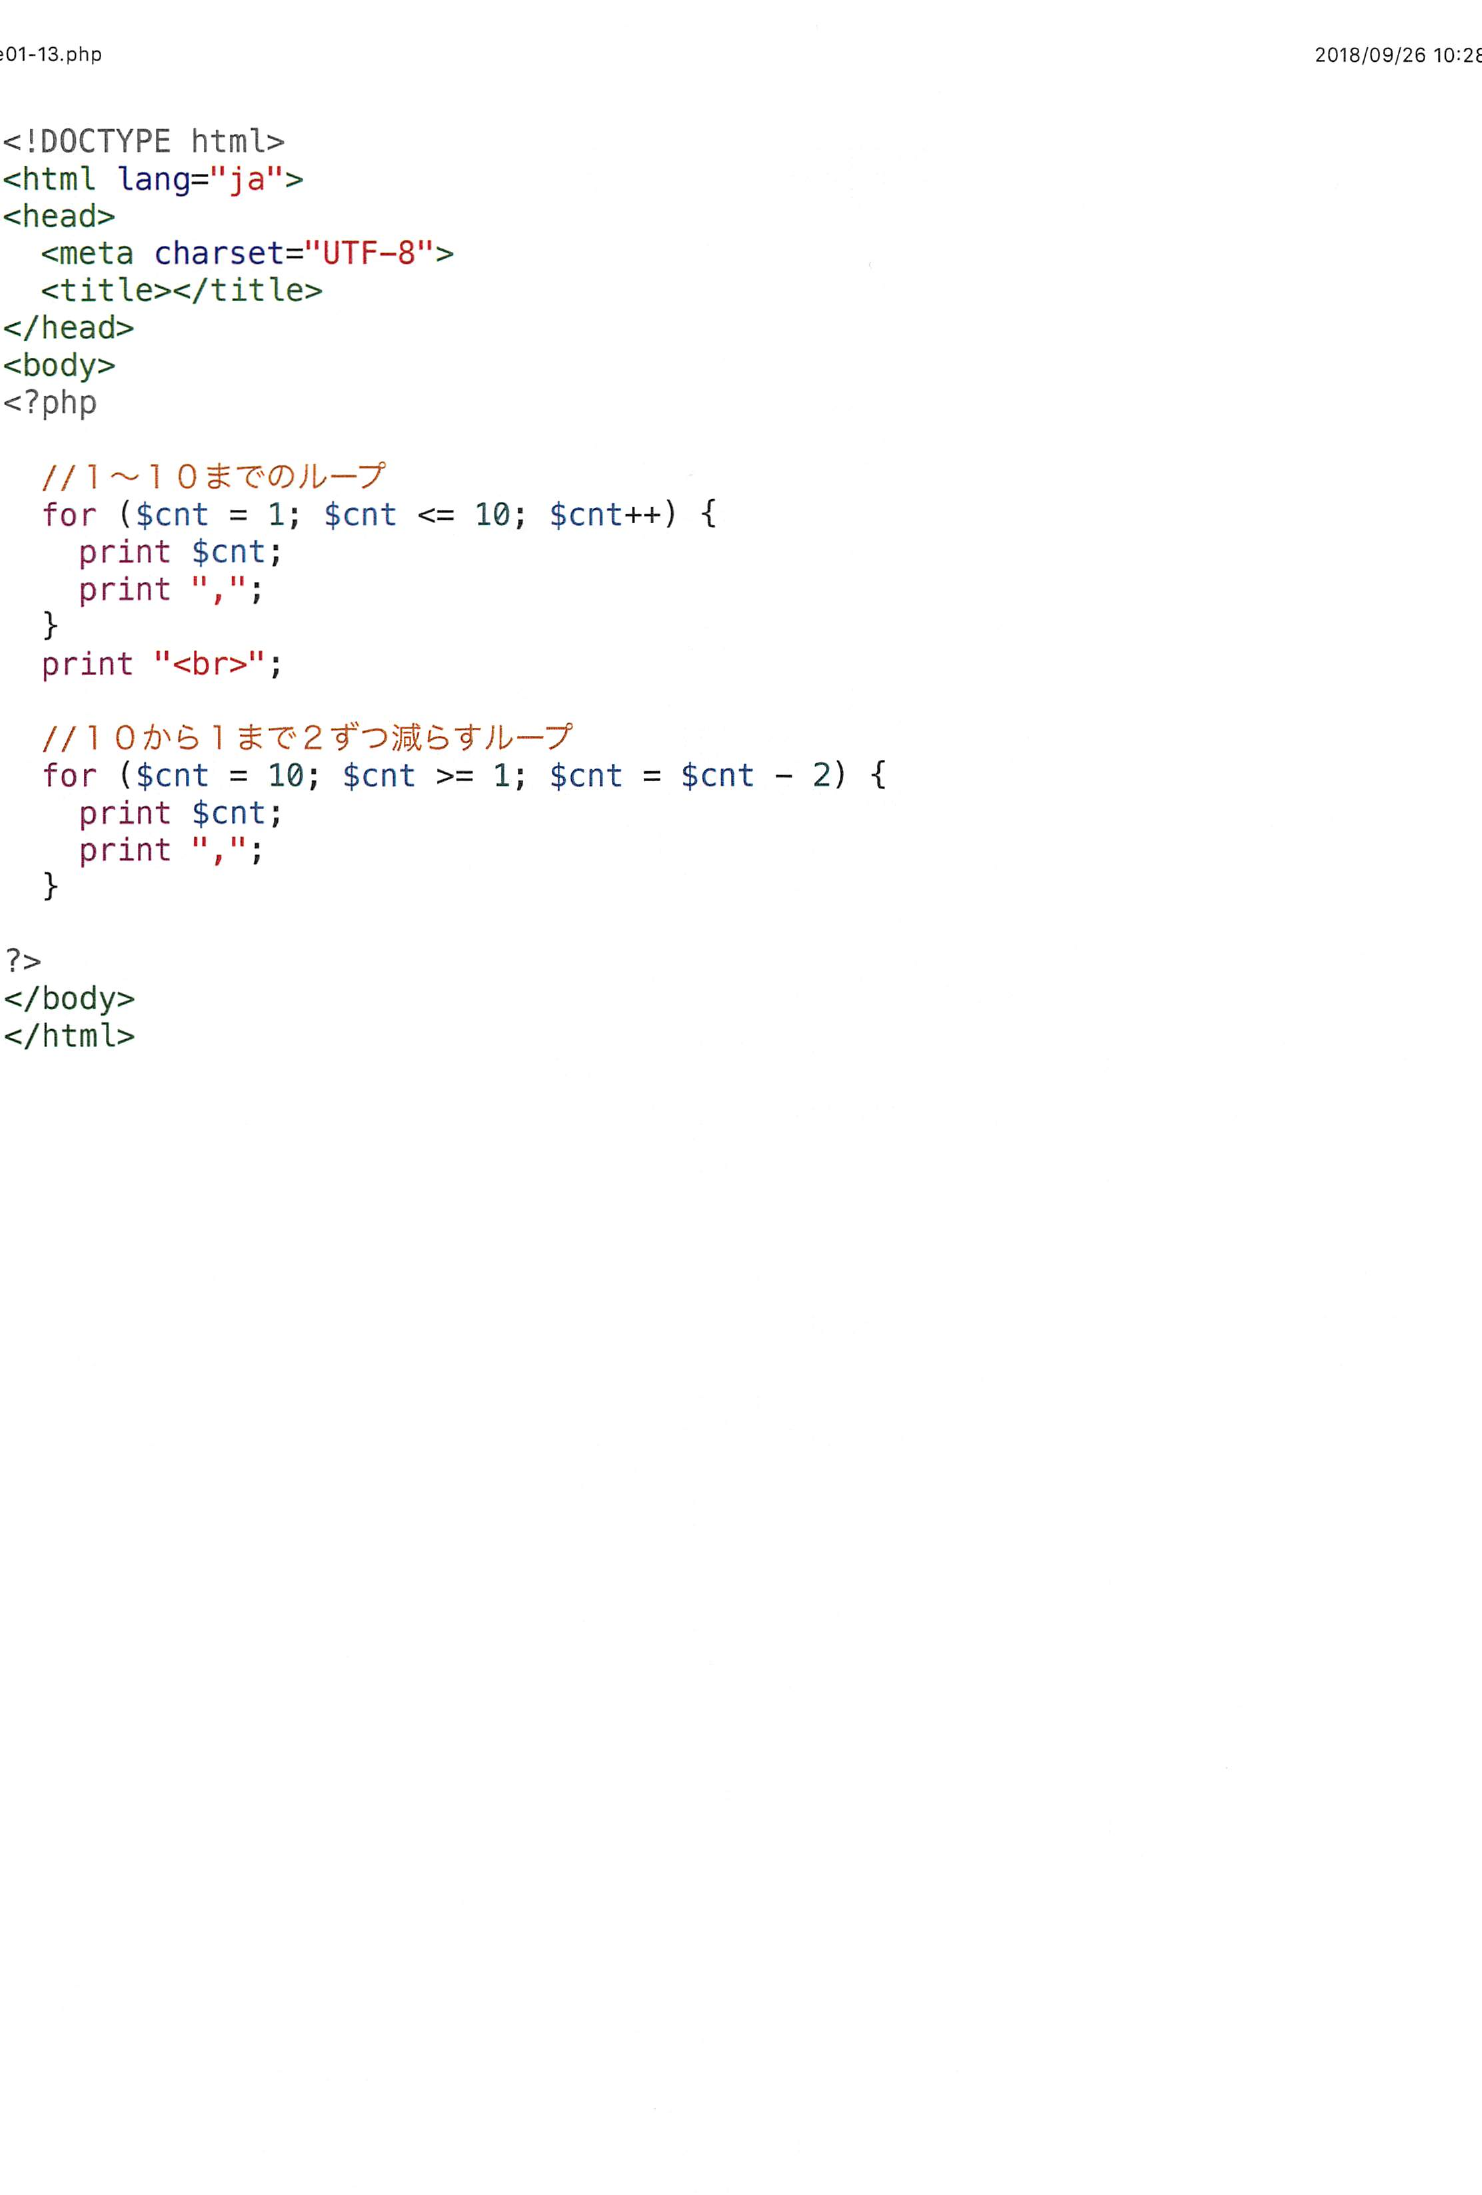 e01-13.php
2018/09/26 10:28
<!DOCTYPE html>
<html lang="ja">
<head>
  <meta charset="UTF-8">
  <title></title>
</head>
<body>
<?php

  //１〜１０までのループ
  for ($cnt = 1; $cnt <= 10; $cnt++) {
    print $cnt;
    print ",";
  }
  print "<br>";

  //１０から１まで２ずつ減らすループ
  for ($cnt = 10; $cnt >= 1; $cnt = $cnt - 2) {
    print $cnt;
    print ",";
  }

?>
</body>
</html>